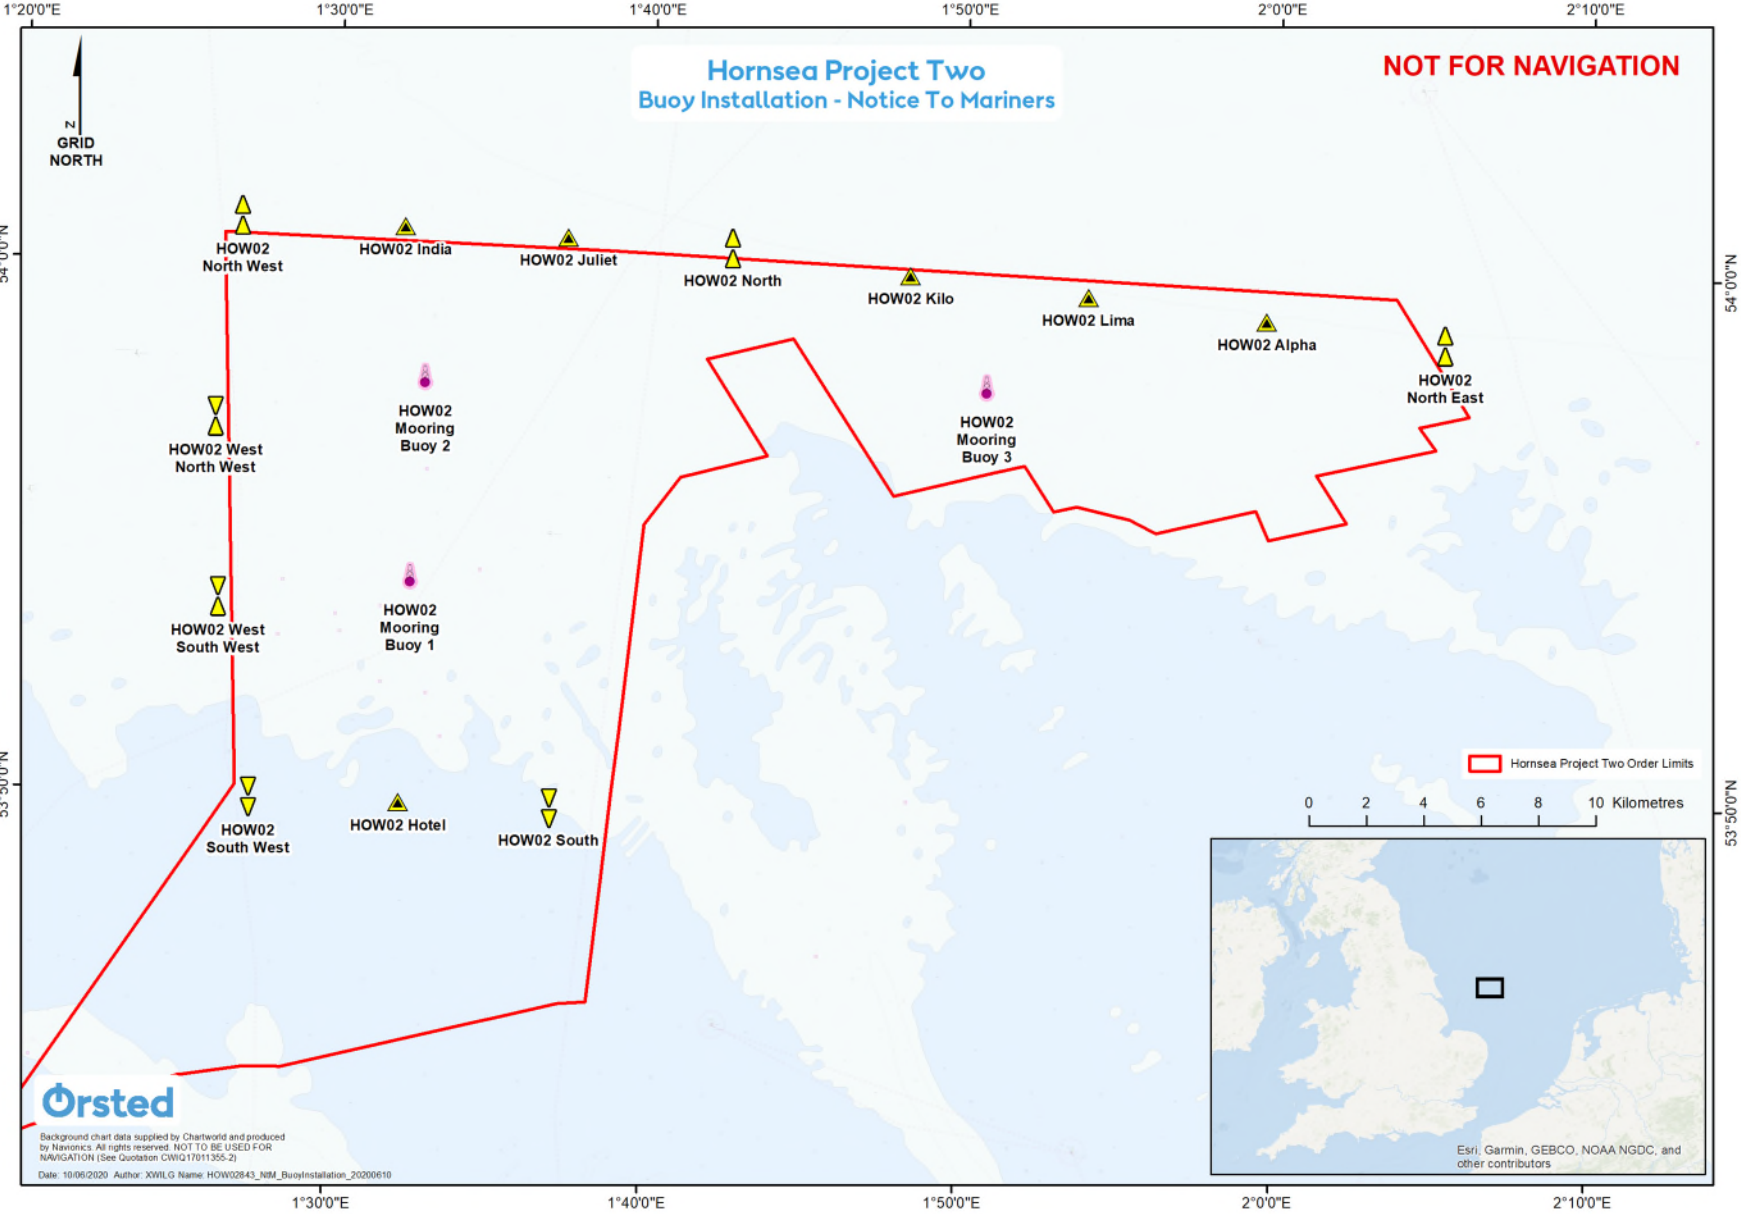 1°20'0"E
1°30'0"E
1°40'0"E
1°50'0"E
2°0'0"E
2°10'0"E
Hornsea Project Two
Buoy Installation - Notice To Mariners
NOT FOR NAVIGATION
N
GRID
NORTH
54°0'0"N
54°0'0"N
HOW02
North West
HOW02 India
HOW02 Juliet
HOW02 North
HOW02 Kilo
HOW02 Lima
HOW02 Alpha
HOW02
North East
HOW02
Mooring
Buoy 2
HOW02
Mooring
Buoy 3
HOW02 West
North West
HOW02
Mooring
Buoy 1
HOW02 West
South West
53°50'0"N
53°50'0"N
HOW02
South West
HOW02 Hotel
HOW02 South
Hornsea Project Two Order Limits
0 2 4 6 8 10 Kilometres
Esri, Garmin, GEBCO, NOAA NGDC, and
other contributors
Orsted
Background chart data supplied by Chartworld and produced
by Navionics. All rights reserved. NOT TO BE USED FOR
NAVIGATION (See Quotation CWIQ17011355-2)
Date: 10/06/2020 Author: XWILG Name: HOW02843_NtM_BuoyInstallation_20200610
1°30'0"E
1°40'0"E
1°50'0"E
2°0'0"E
2°10'0"E